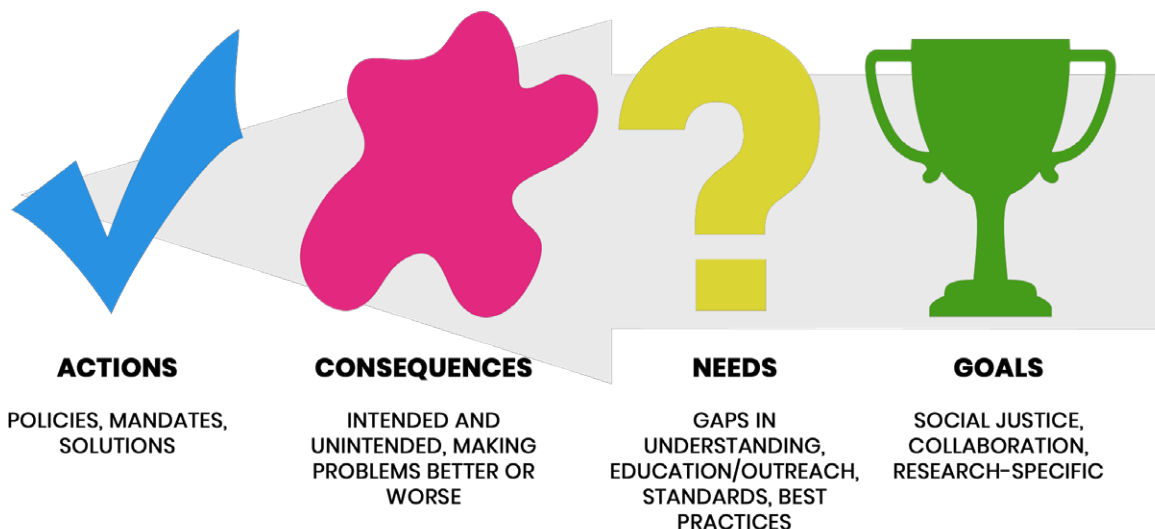 ACTIONS
POLICIES, MANDATES,
SOLUTIONS
CONSEQUENCES
INTENDED AND
UNINTENDED, MAKING
PROBLEMS BETTER OR
WORSE
NEEDS
GAPS IN
UNDERSTANDING,
EDUCATION/OUTREACH,
STANDARDS, BEST
PRACTICES
GOALS
SOCIAL JUSTICE,
COLLABORATION,
RESEARCH-SPECIFIC